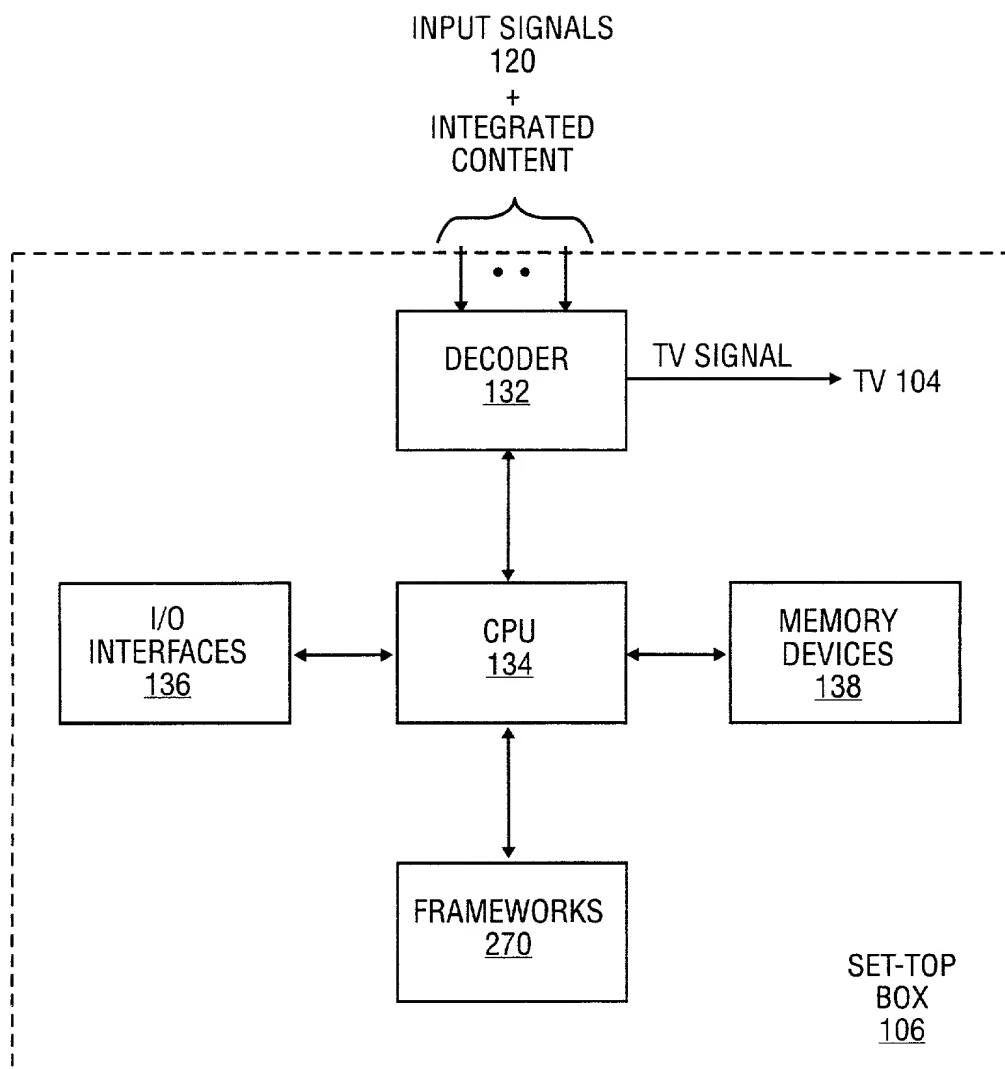 INPUT SIGNALS
120
+
INTEGRATED
CONTENT
DECODER
132
TV SIGNAL
TV 104
I/O
INTERFACES
136
CPU
134
MEMORY
DEVICES
138
FRAMEWORKS
270
SET-TOP
BOX
106